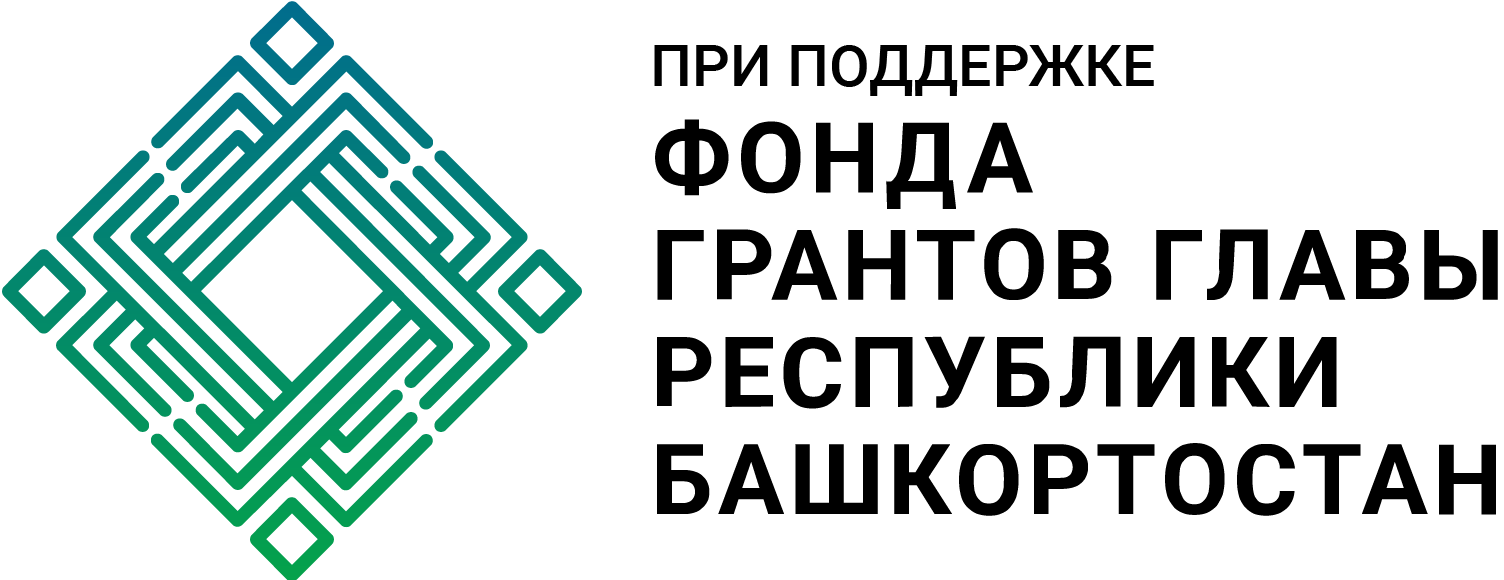 ПРИ ПОДДЕРЖКЕ
ФОНДА
ГРАНТОВ ГЛАВЫ
РЕСПУБЛИКИ
БАШКОРТОСТАН